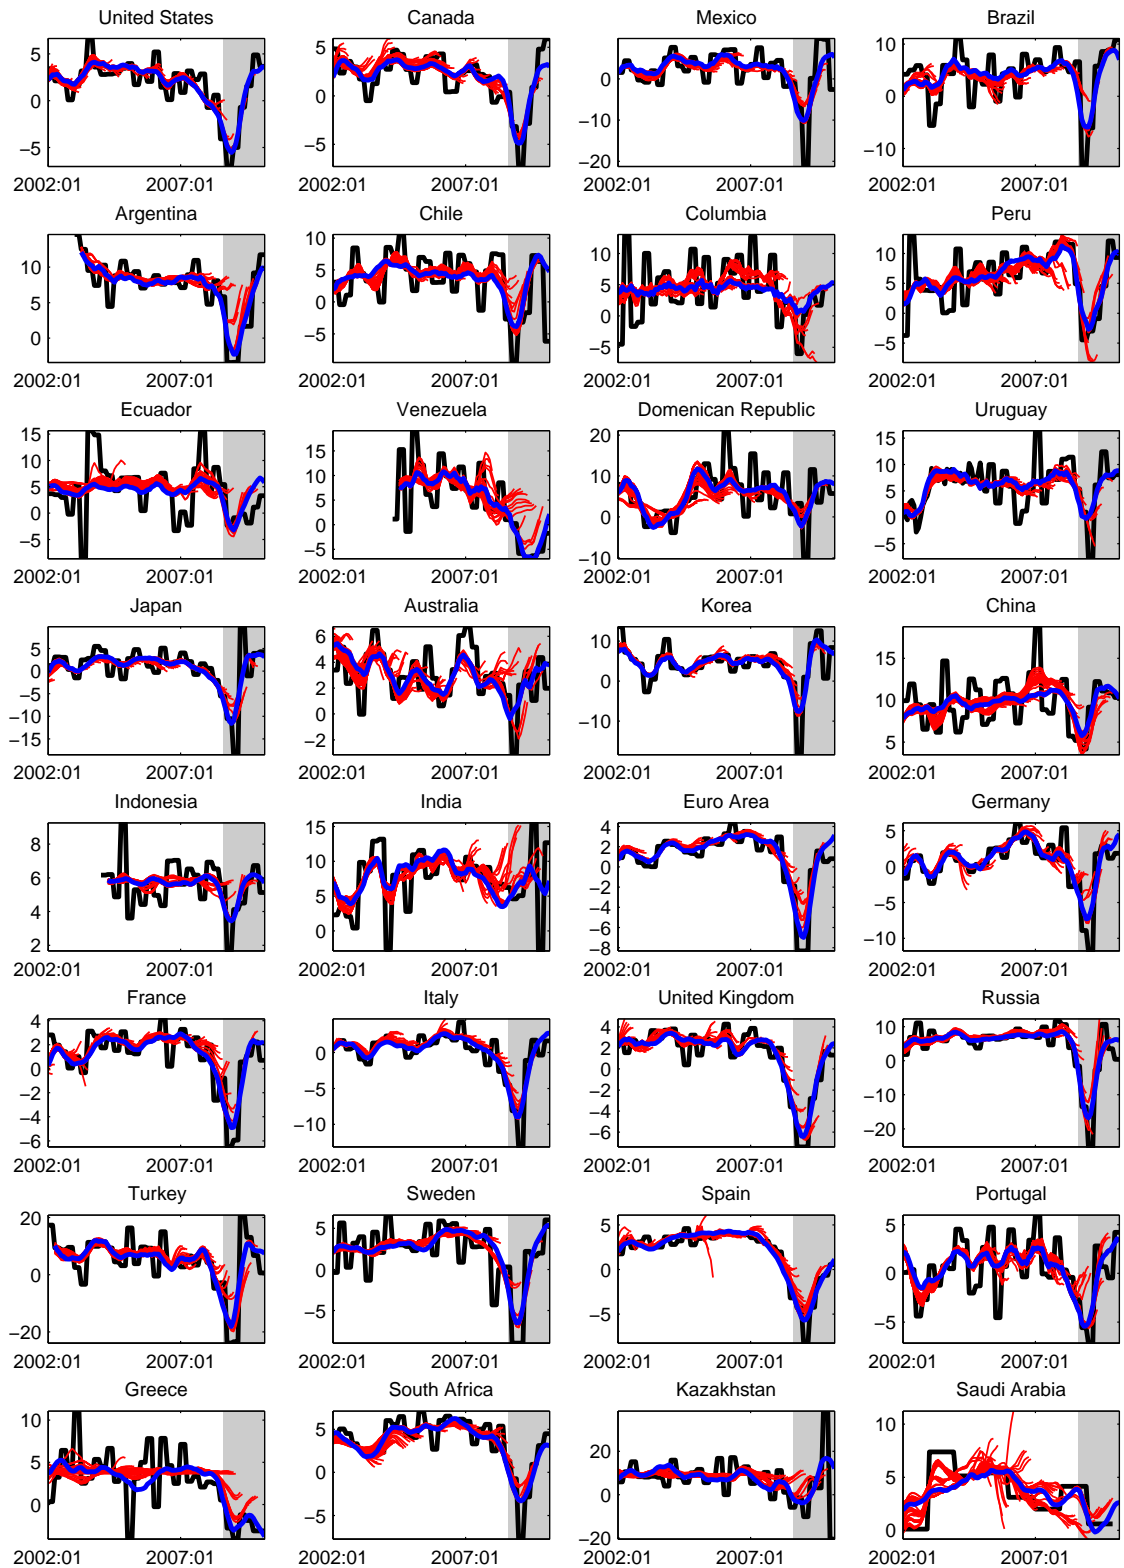 United States Canada Mexico Brazil
5 0 −5 5 0 −5 0 −10 −20 10 0 −10
2002:01 2007:01 2002:01 2007:01 2002:01 2007:01 2002:01 2007:01
Argentina Chile Columbia Peru
10 5 0 10 5 0 −5 10 5 0 −5 10 5 0 −5
2002:01 2007:01 2002:01 2007:01 2002:01 2007:01 2002:01 2007:01
Ecuador Venezuela Domenican Republic Uruguay
15 10 5 0 −5 15 10 5 0 −5 20 10 0 −10 15 10 5 0 −5
2002:01 2007:01 2002:01 2007:01 2002:01 2007:01 2002:01 2007:01
Japan Australia Korea China
5 0 −5 −10 −15 6 4 2 0 −2 10 0 −10 15 10 5
2002:01 2007:01 2002:01 2007:01 2002:01 2007:01 2002:01 2007:01
Indonesia India Euro Area Germany
8 6 4 2 15 10 5 0 4 2 0 −2 −4 −6 −8 5 0 −5 −10
2002:01 2007:01 2002:01 2007:01 2002:01 2007:01 2002:01 2007:01
France Italy United Kingdom Russia
4 2 0 −2 −4 −6 0 −5 −10 4 2 0 −2 −4 −6 10 0 −10 −20
2002:01 2007:01 2002:01 2007:01 2002:01 2007:01 2002:01 2007:01
Turkey Sweden Spain Portugal
20 0 −20 5 0 −5 5 0 −5 5 0 −5
2002:01 2007:01 2002:01 2007:01 2002:01 2007:01 2002:01 2007:01
Greece South Africa Kazakhstan Saudi Arabia
10 5 0 5 0 −5 20 0 −20 10 5 0
2002:01 2007:01 2002:01 2007:01 2002:01 2007:01 2002:01 2007:01